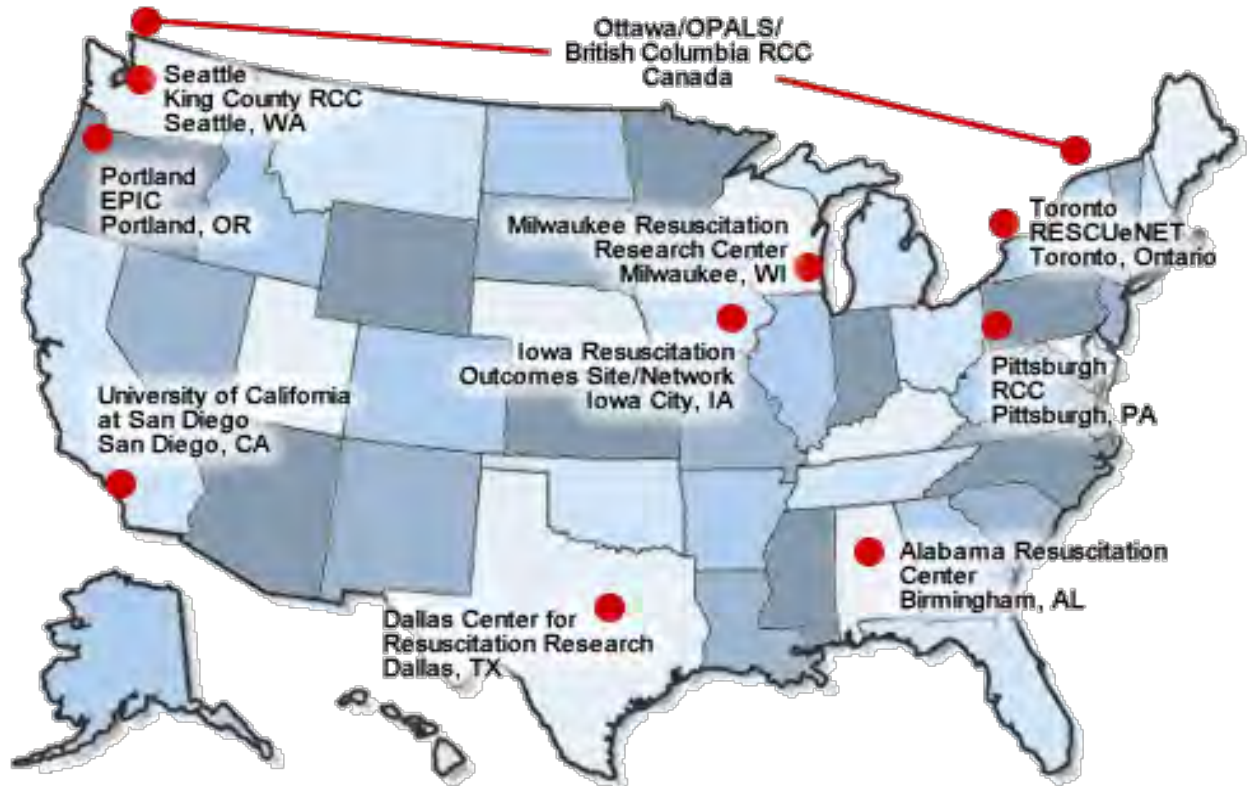 Ottawa/OPALS/
British Columbia RCC
Canada
Seattle
King County RCC
Seattle, WA
Portland
EPIC
Portland, OR
Milwaukee Resuscitation
Research Center
Milwaukee, WI
Toronto
RESCUeNET
Toronto, Ontario
Iowa Resuscitation
Outcomes Site/Network
Iowa City, IA
Pittsburgh
RCC
Pittsburgh, PA
University of California
at San Diego
San Diego, CA
Alabama Resuscitation
Center
Birmingham, AL
Dallas Center for
Resuscitation Research
Dallas, TX